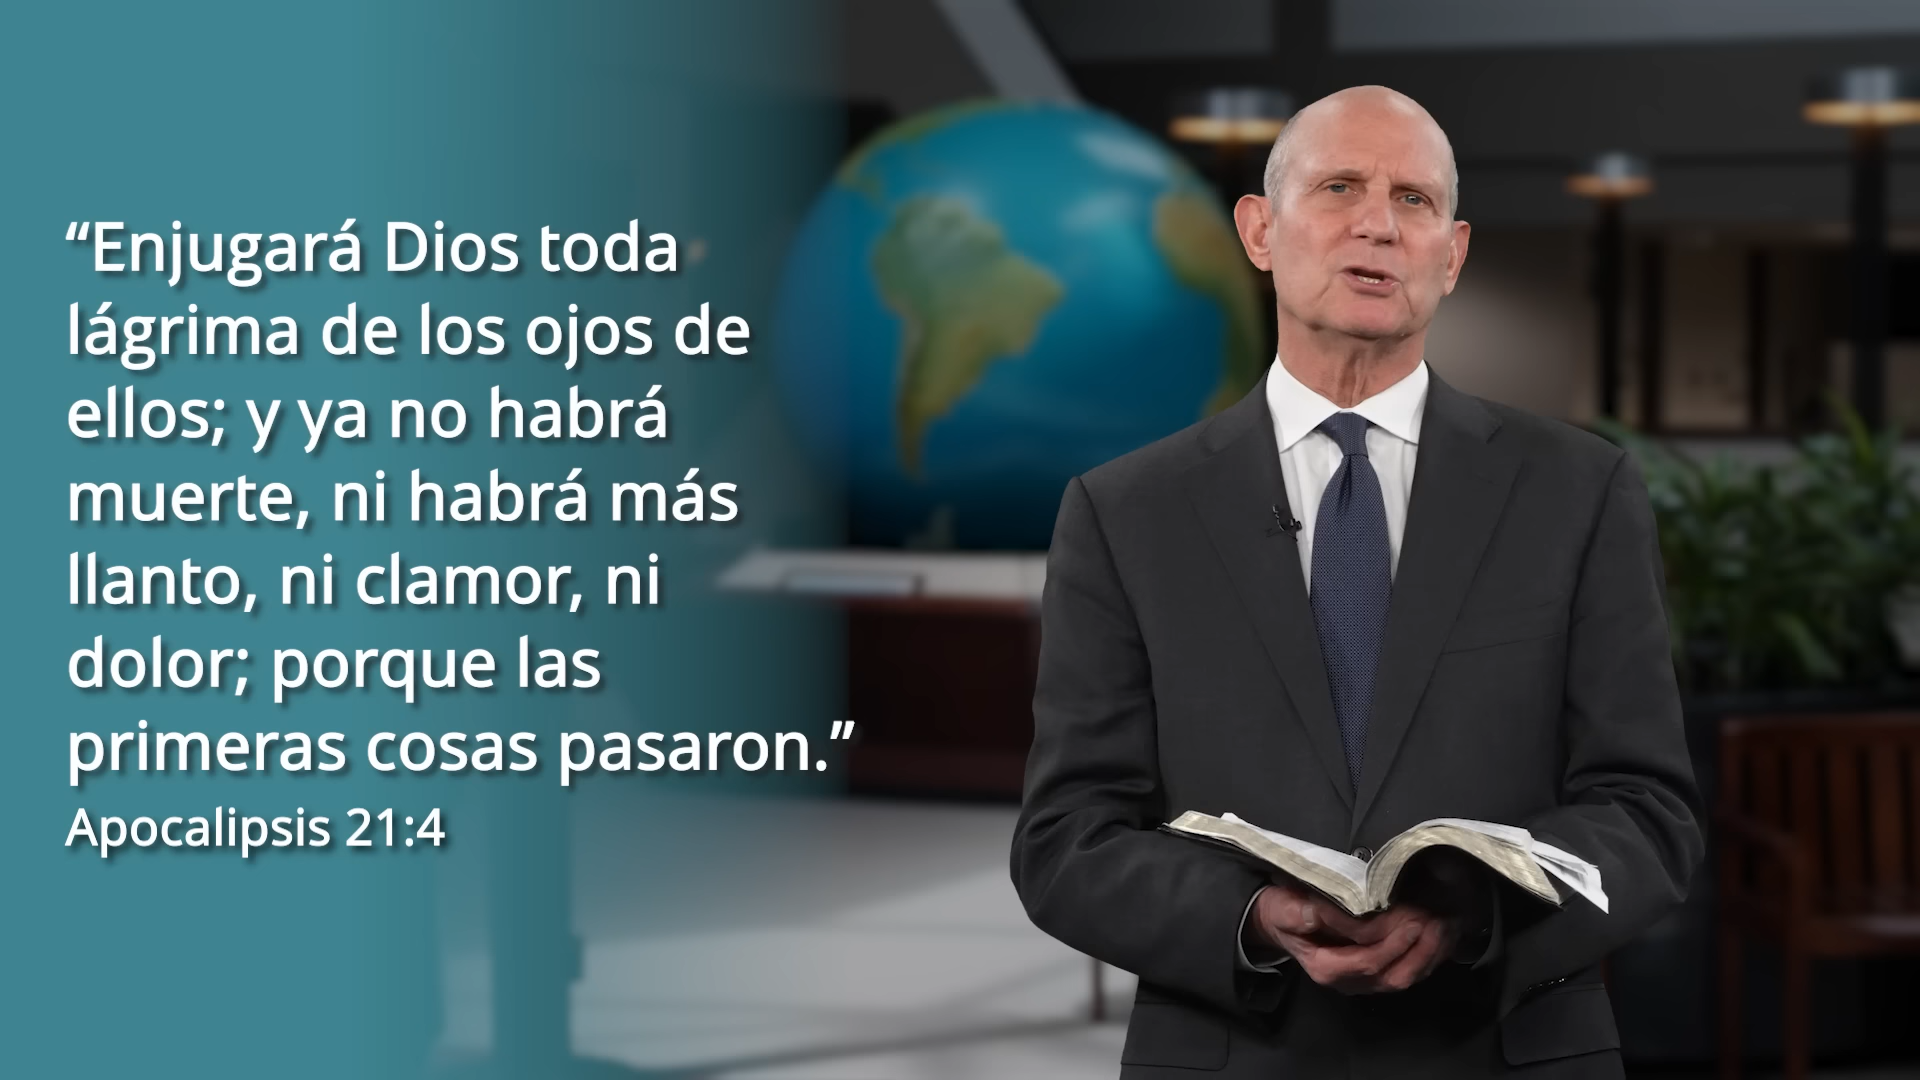 “Enjugará Dios toda
lágrima de los ojos de
ellos; y ya no habrá
muerte, ni habrá más
llanto, ni clamor, ni
dolor; porque las
primeras cosas pasaron.”
Apocalipsis 21:4